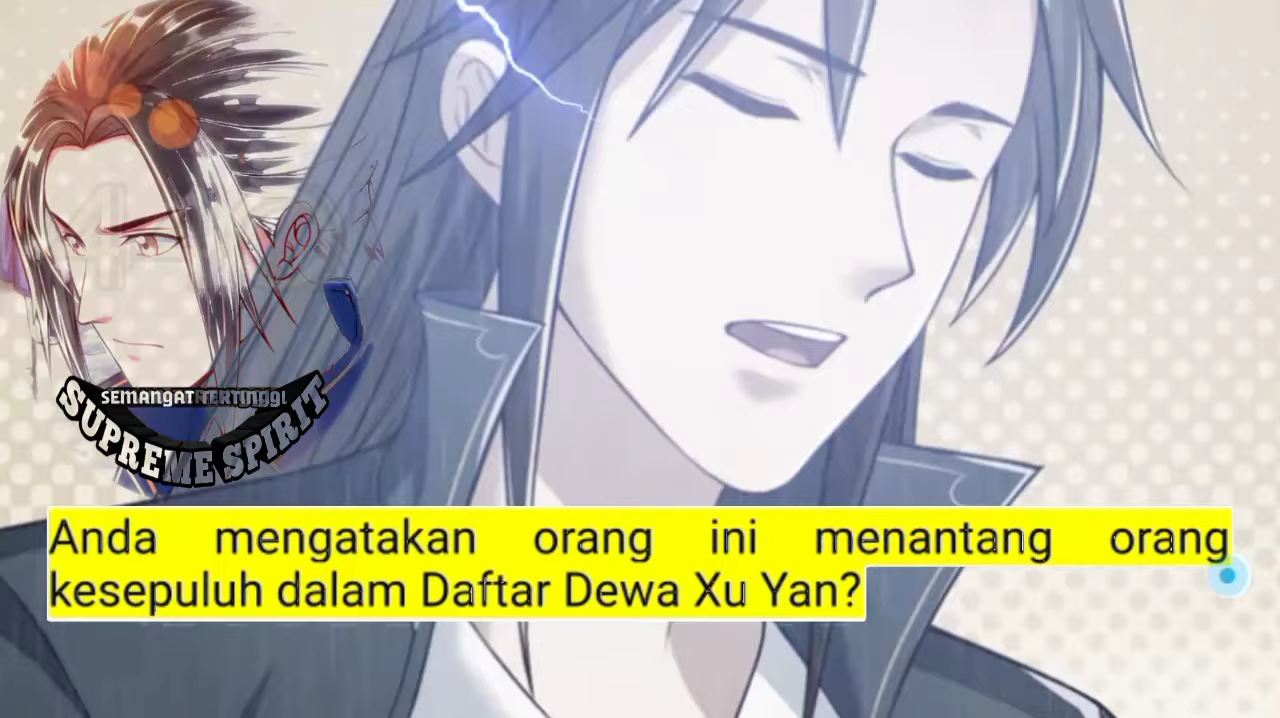 SEMANGAT TERTINGGI
SUPREME SPIRIT
Anda mengatakan orang ini menantang orang
kesepuluh dalam Daftar Dewa Xu Yan?